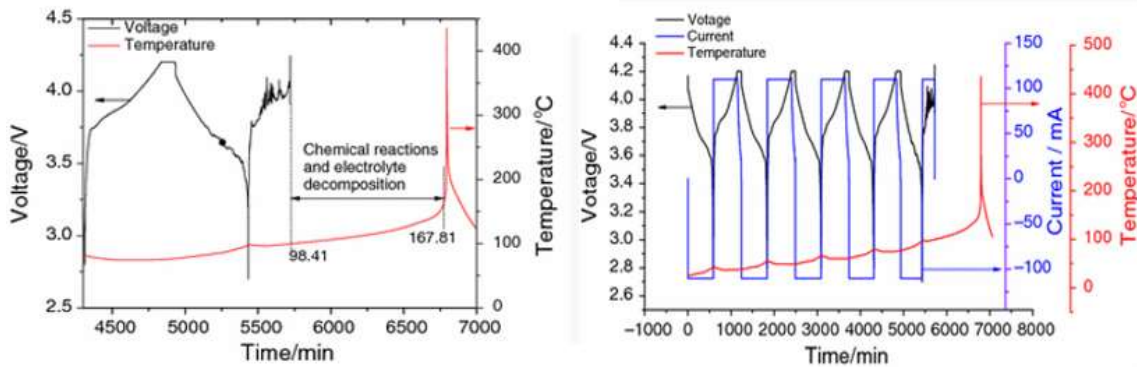 4.5
4.0
3.5
3.0
2.5
Voltage/V
Voltage
Temperature
Chemical reactions
and electrolyte
decomposition
98.41
167.81
400
300
200
100
0
Temperature/°C
4500 5000 5500 6000 6500 7000
Time/min
Votage
Current
Temperature
4.4
4.2
4.0
3.8
3.6
3.4
3.2
3.0
2.8
2.6
Votage/V
150
100
50
0
−50
−100
Current / mA
500
400
300
200
100
0
Temperature/°C
−1000 0 1000 2000 3000 4000 5000 6000 7000 8000
Time/min